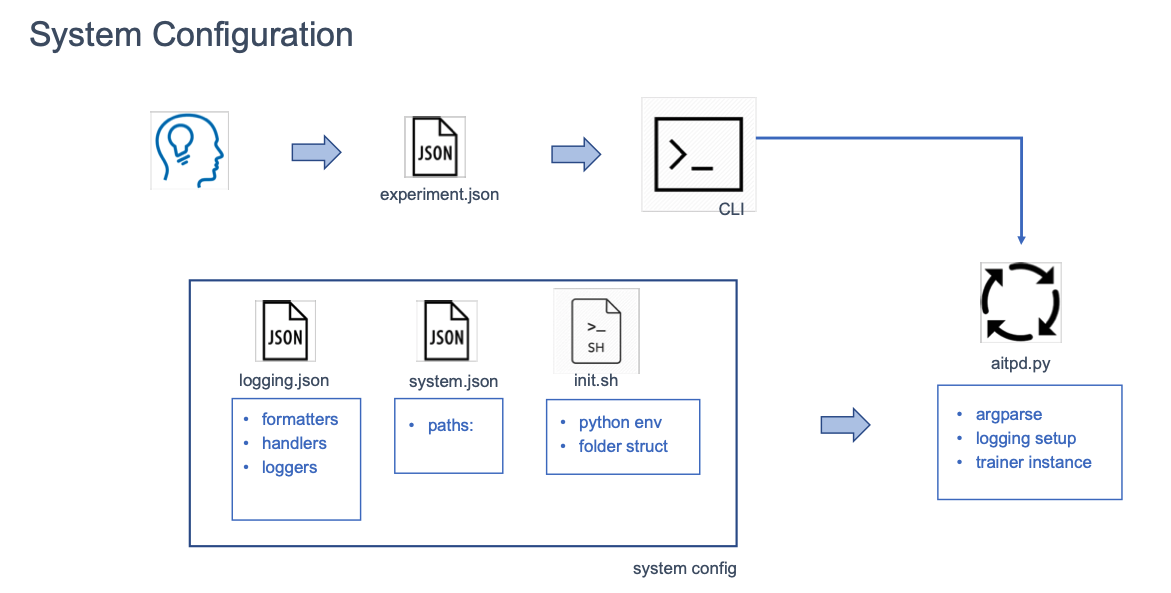 System Configuration
JSON
experiment.json
>_
CLI
JSON
logging.json
• formatters
• handlers
• loggers
JSON
system.json
• paths:
>_
SH
init.sh
• python env
• folder struct
system config
aitpd.py
• argparse
• logging setup
• trainer instance